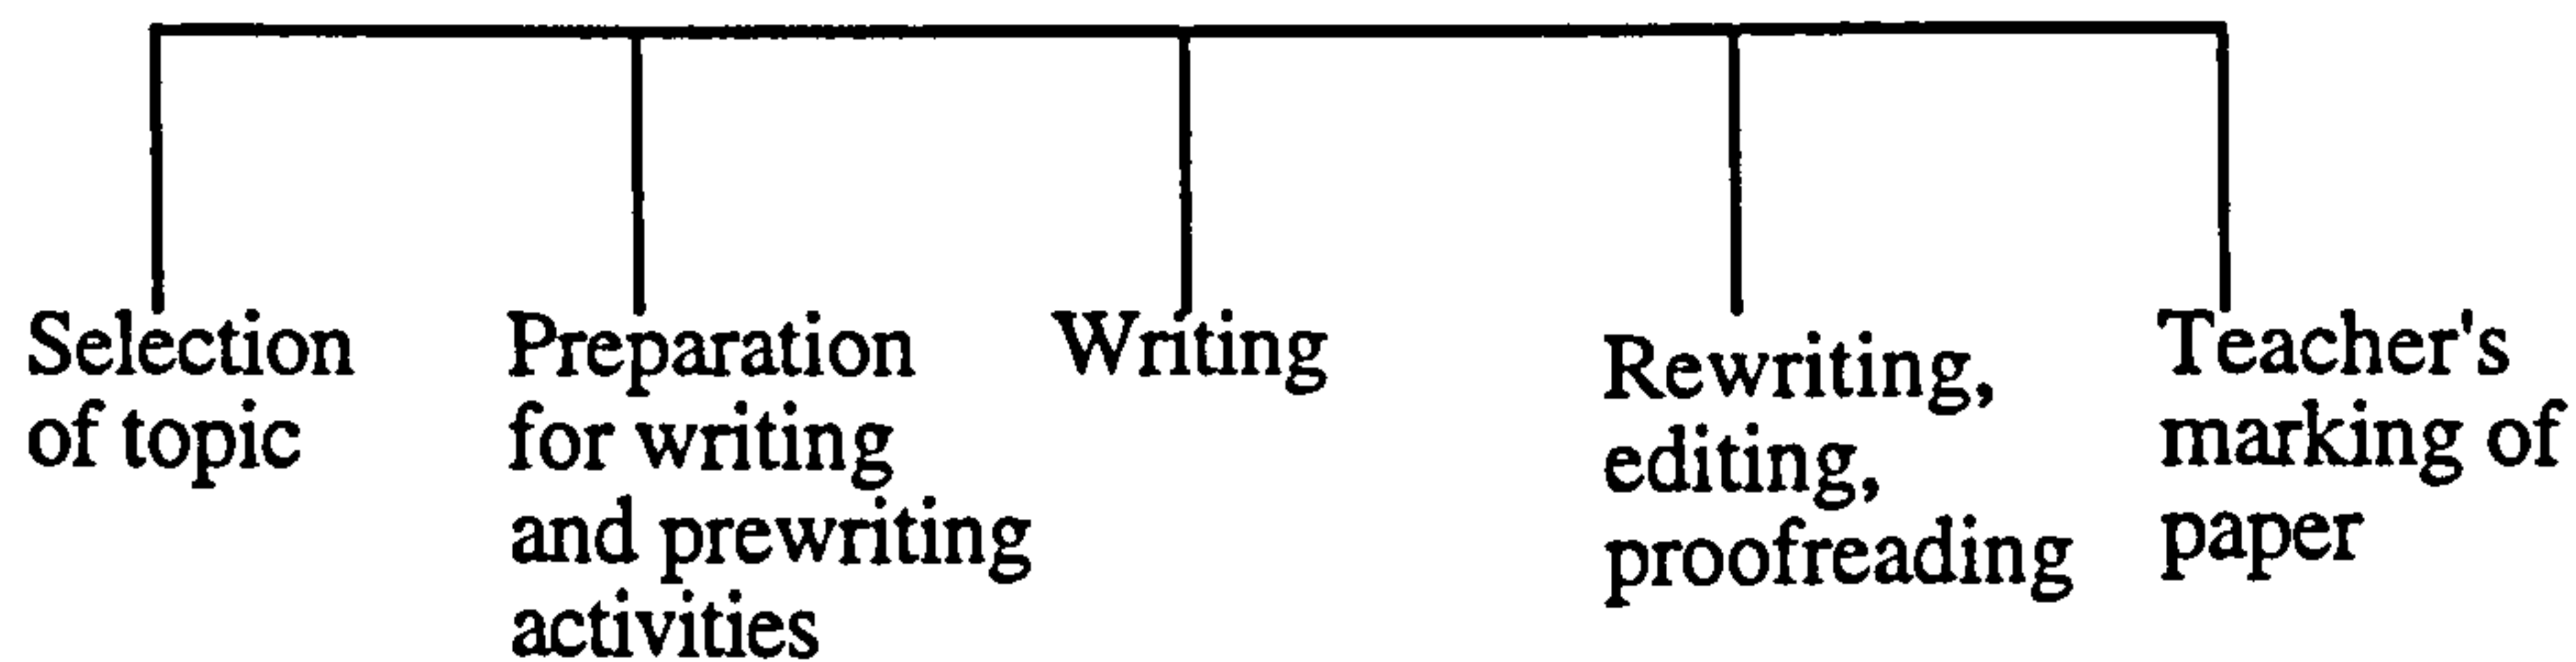 Selection
of topic
Preparation
for writing
and prewriting
activities
Writing
Rewriting,
editing,
proofreading
Teacher's
marking of
paper